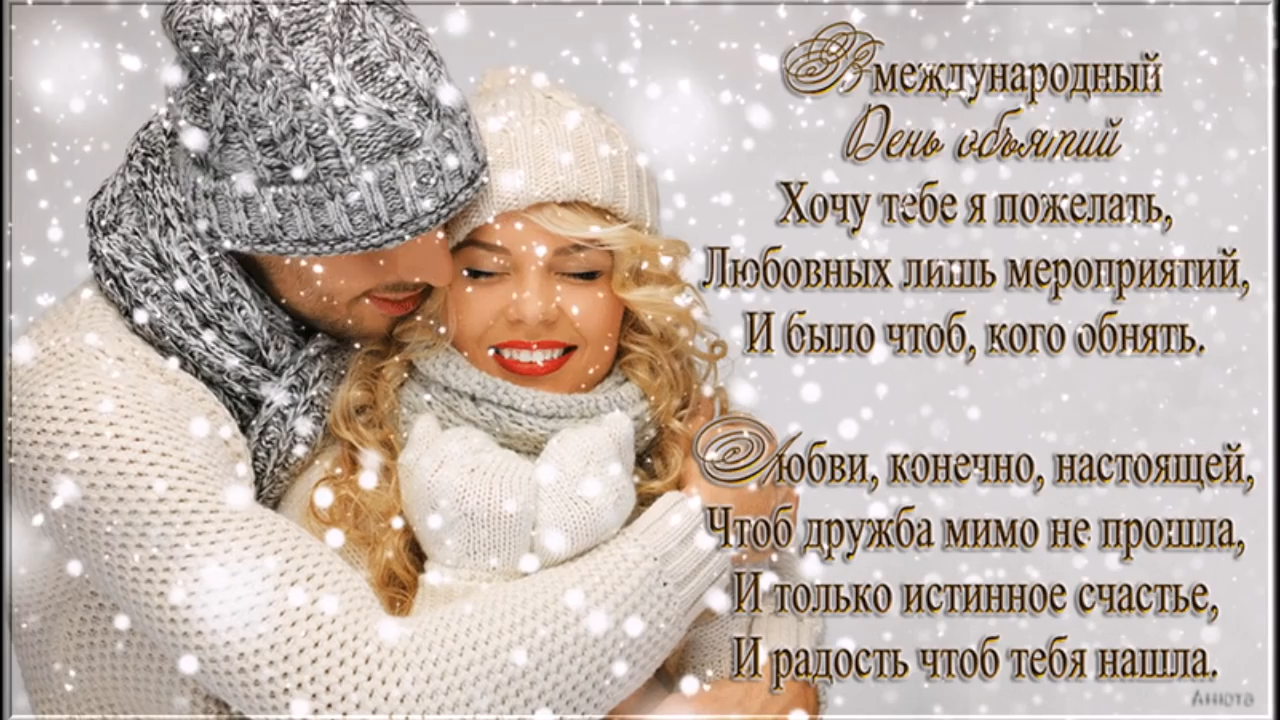 В международный
День объятий
Хочу тебе я пожелать,
Любовных лишь мероприятий,
И было чтоб, кого обнять.
Любви, конечно, настоящей,
Чтоб дружба мимо не прошла,
И только истинное счастье,
И радость чтоб тебя нашла.
Анюта